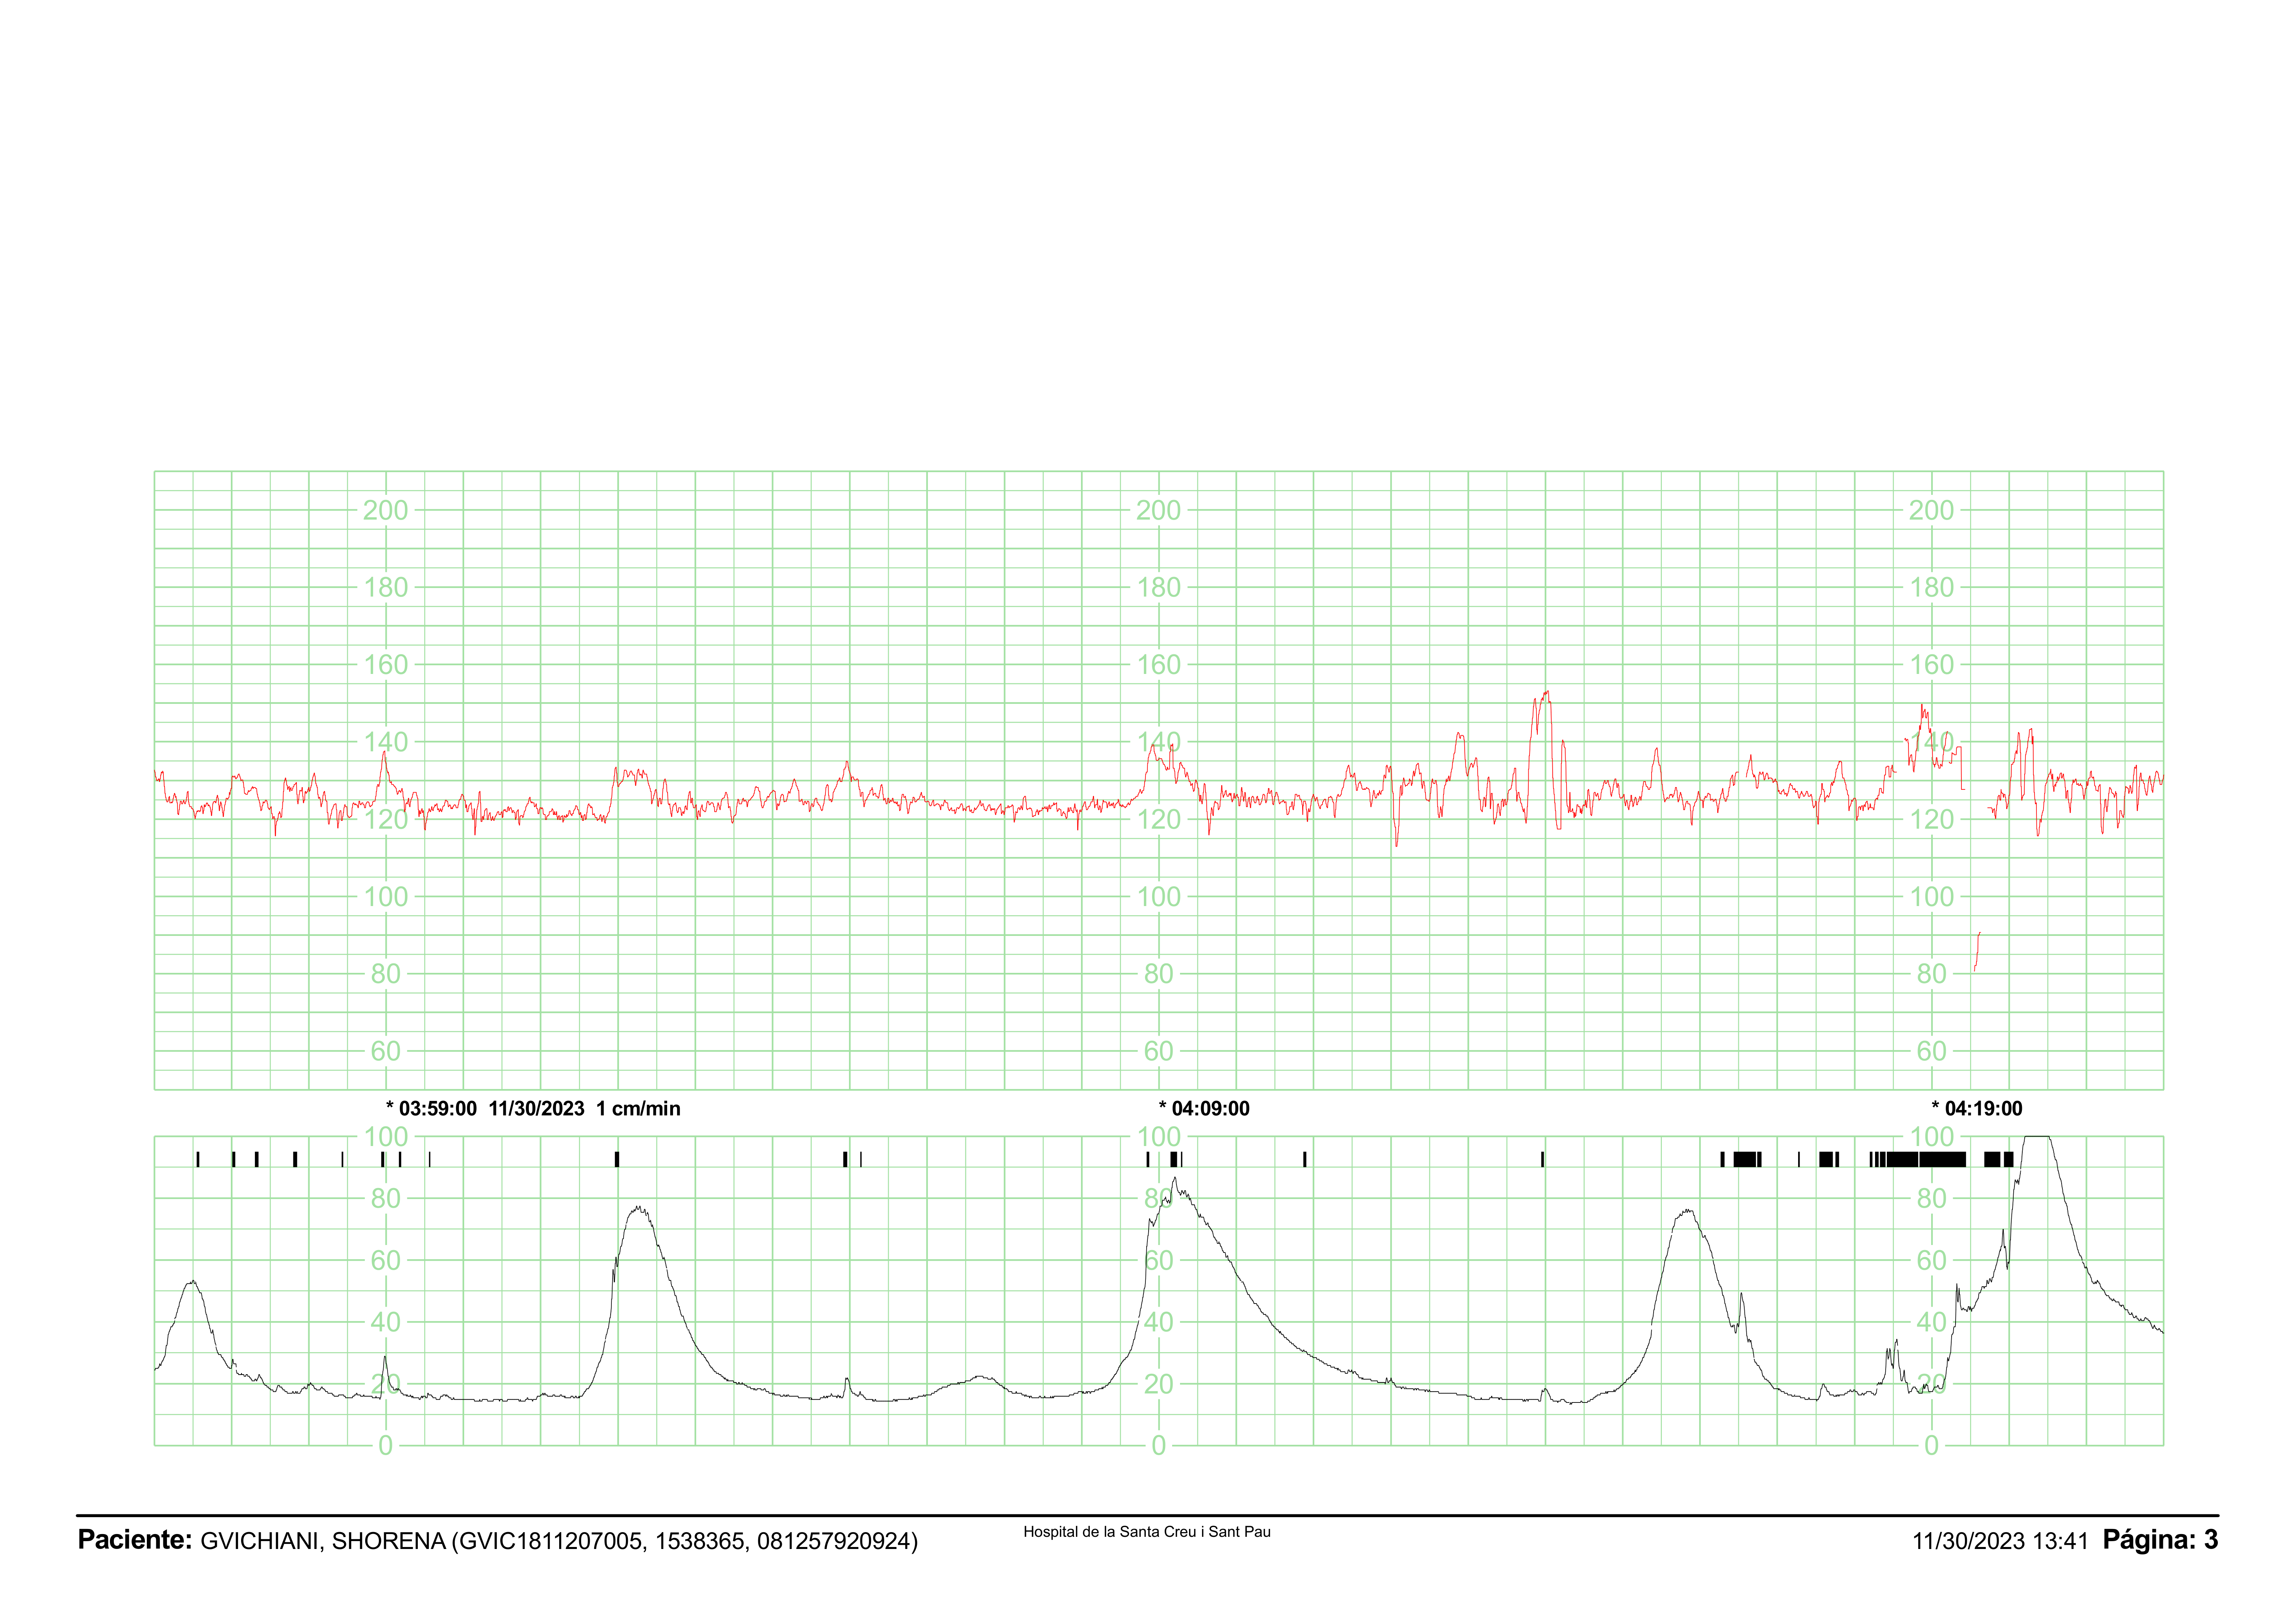 200 200 200
180 180 180
160 160 160
140 140 140
120 120 120
100 100 100
80 80 80
60 60 60
* 03:59:00 11/30/2023 1 cm/min * 04:09:00 * 04:19:00
100 100 100
80 80 80
60 60 60
40 40 40
20 20 20
0 0 0
Paciente: GVICHIANI, SHORENA (GVIC1811207005, 1538365, 081257920924) Hospital de la Santa Creu i Sant Pau 11/30/2023 13:41 Página: 3